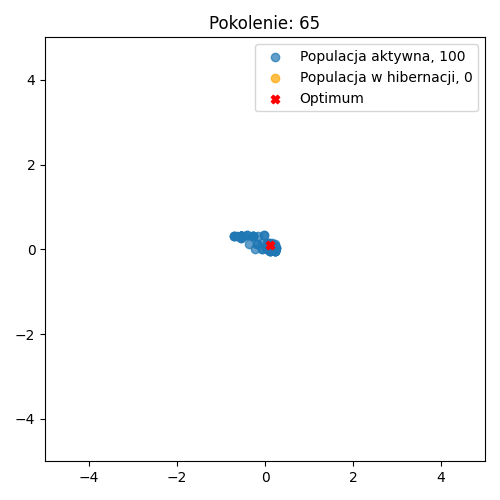 Pokolenie: 65
Populacja aktywna, 100
Populacja w hibernacji, 0
Optimum
4
2
0
−2
−4
−4 −2 0 2 4